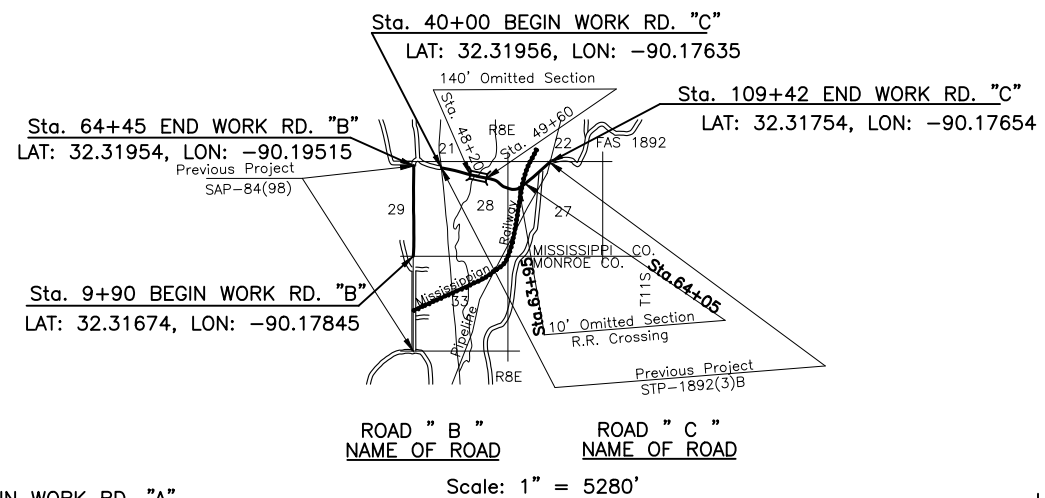 Sta. 40+00 BEGIN WORK RD. "C"
LAT: 32.31956, LON: -90.17635
140' Omitted Section
Sta. 109+42 END WORK RD. "C"
LAT: 32.31754, LON: -90.17654
Sta. 64+45 END WORK RD. "B"
LAT: 32.31954, LON: -90.19515
Sta. 48+20
R8E
Sta. 49+60
21
22
FAS 1892
Previous Project
SAP-84(98)
29
28
27
Railway
MISSISSIPPI CO.
MONROE CO.
Sta. 9+90 BEGIN WORK RD. "B"
LAT: 32.31674, LON: -90.17845
Mississippian
33
Pipeline
Sta.63+95
Sta.64+05
T11S
10' Omitted Section
R.R. Crossing
R8E
Previous Project
STP-1892(3)B
ROAD " B "
NAME OF ROAD
ROAD " C "
NAME OF ROAD
Scale: 1" = 5280'
IN WORK RD. "A"